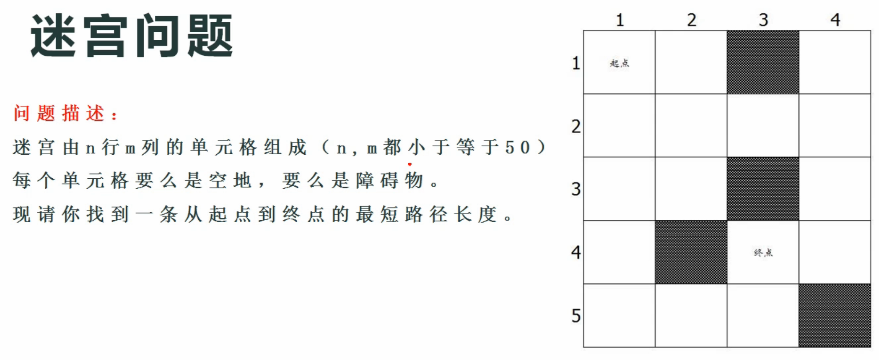 迷宫问题
问题描述：
迷宫由n行m列的单元格组成（n,m都小于等于50）
每个单元格要么是空地，要么是障碍物。
现请你找到一条从起点到终点的最短路径长度。
1 2 3 4
1 起点
2
3
4 终点
5